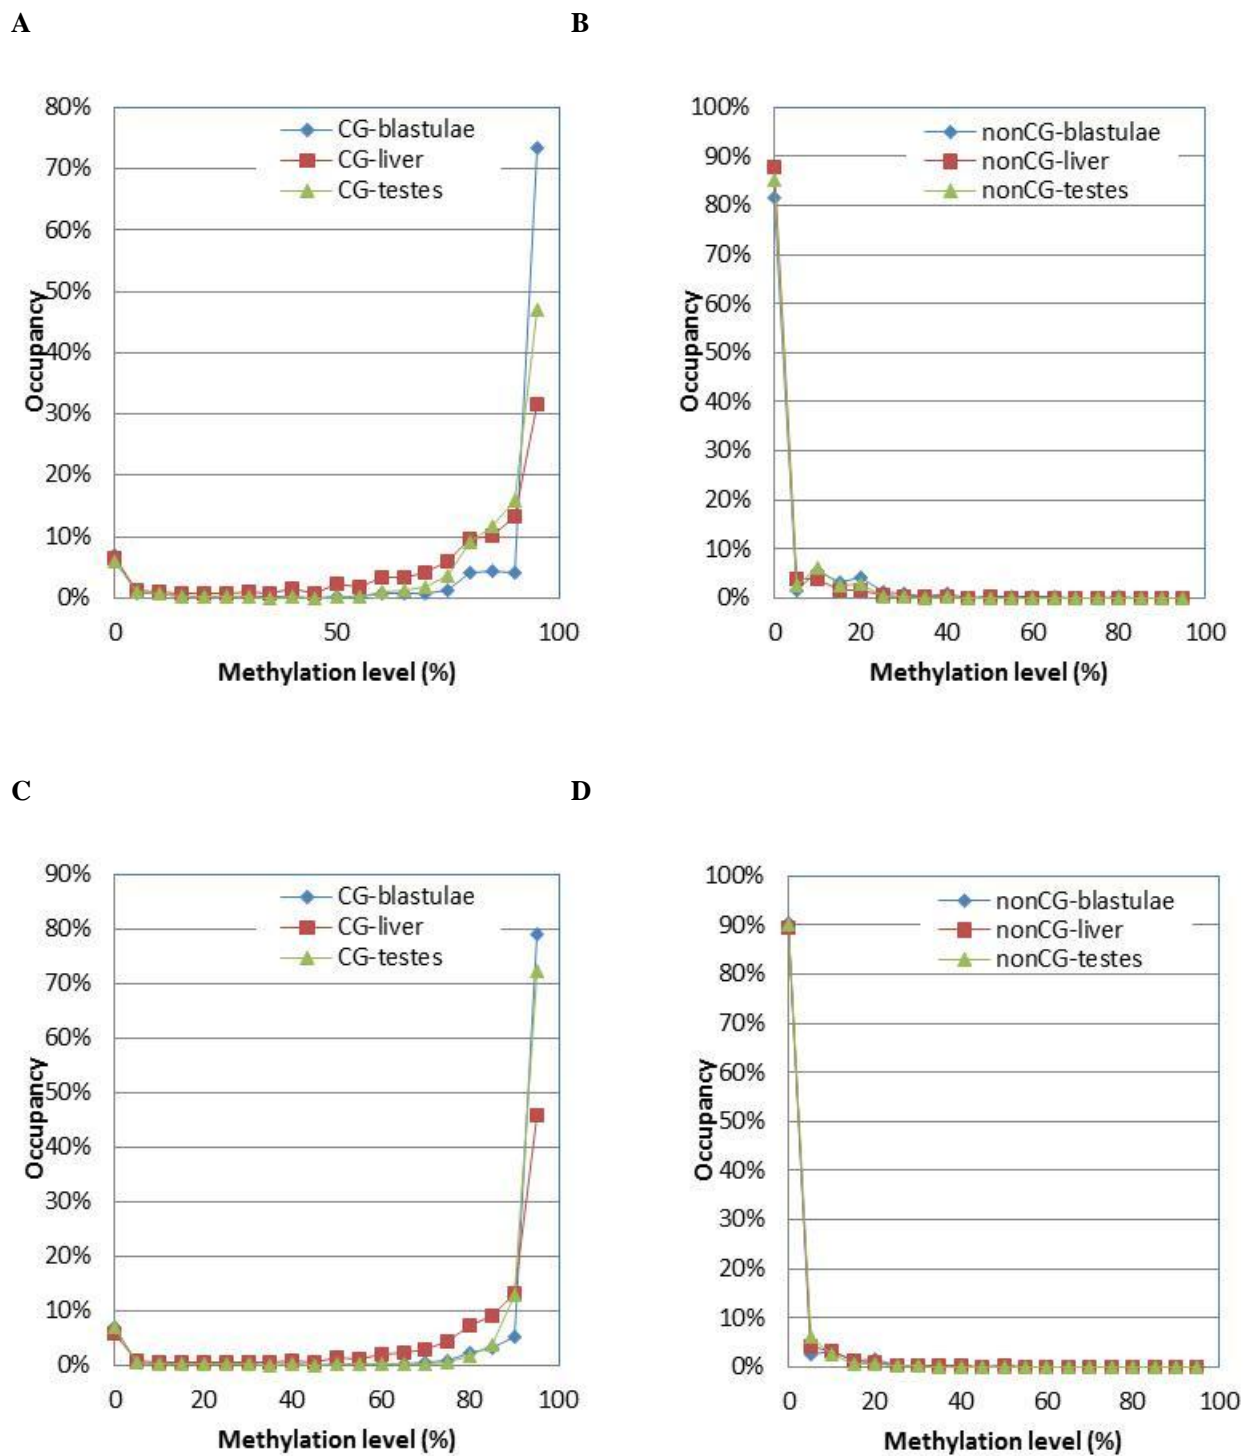 A
80%
70%
60%
50%
40%
30%
20%
10%
0%
Occupancy
CG-blastulae
CG-liver
CG-testes
0 50 100
Methylation level (%)
B
100%
90%
80%
70%
60%
50%
40%
30%
20%
10%
0%
Occupancy
nonCG-blastulae
nonCG-liver
nonCG-testes
0 20 40 60 80 100
Methylation level (%)
C
90%
80%
70%
60%
50%
40%
30%
20%
10%
0%
Occupancy
CG-blastulae
CG-liver
CG-testes
0 20 40 60 80 100
Methylation level (%)
D
100%
90%
80%
70%
60%
50%
40%
30%
20%
10%
0%
Occupancy
nonCG-blastulae
nonCG-liver
nonCG-testes
0 20 40 60 80 100
Methylation level (%)